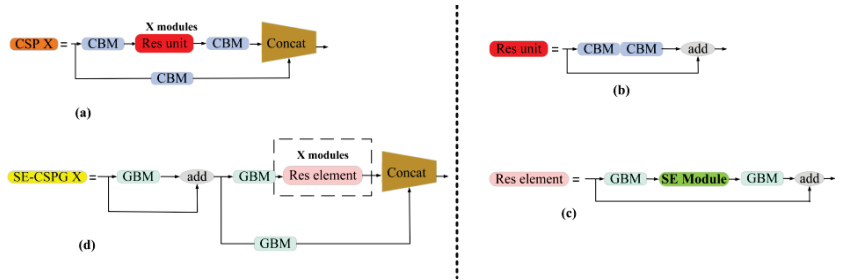 X modules
CSP X = CBM Res unit CBM Concat
CBM
(a)
Res unit = CBM CBM add
(b)
X modules
SE-CSPG X = GBM add GBM Res element Concat
GBM
(d)
Res element = GBM SE Module GBM add
(c)